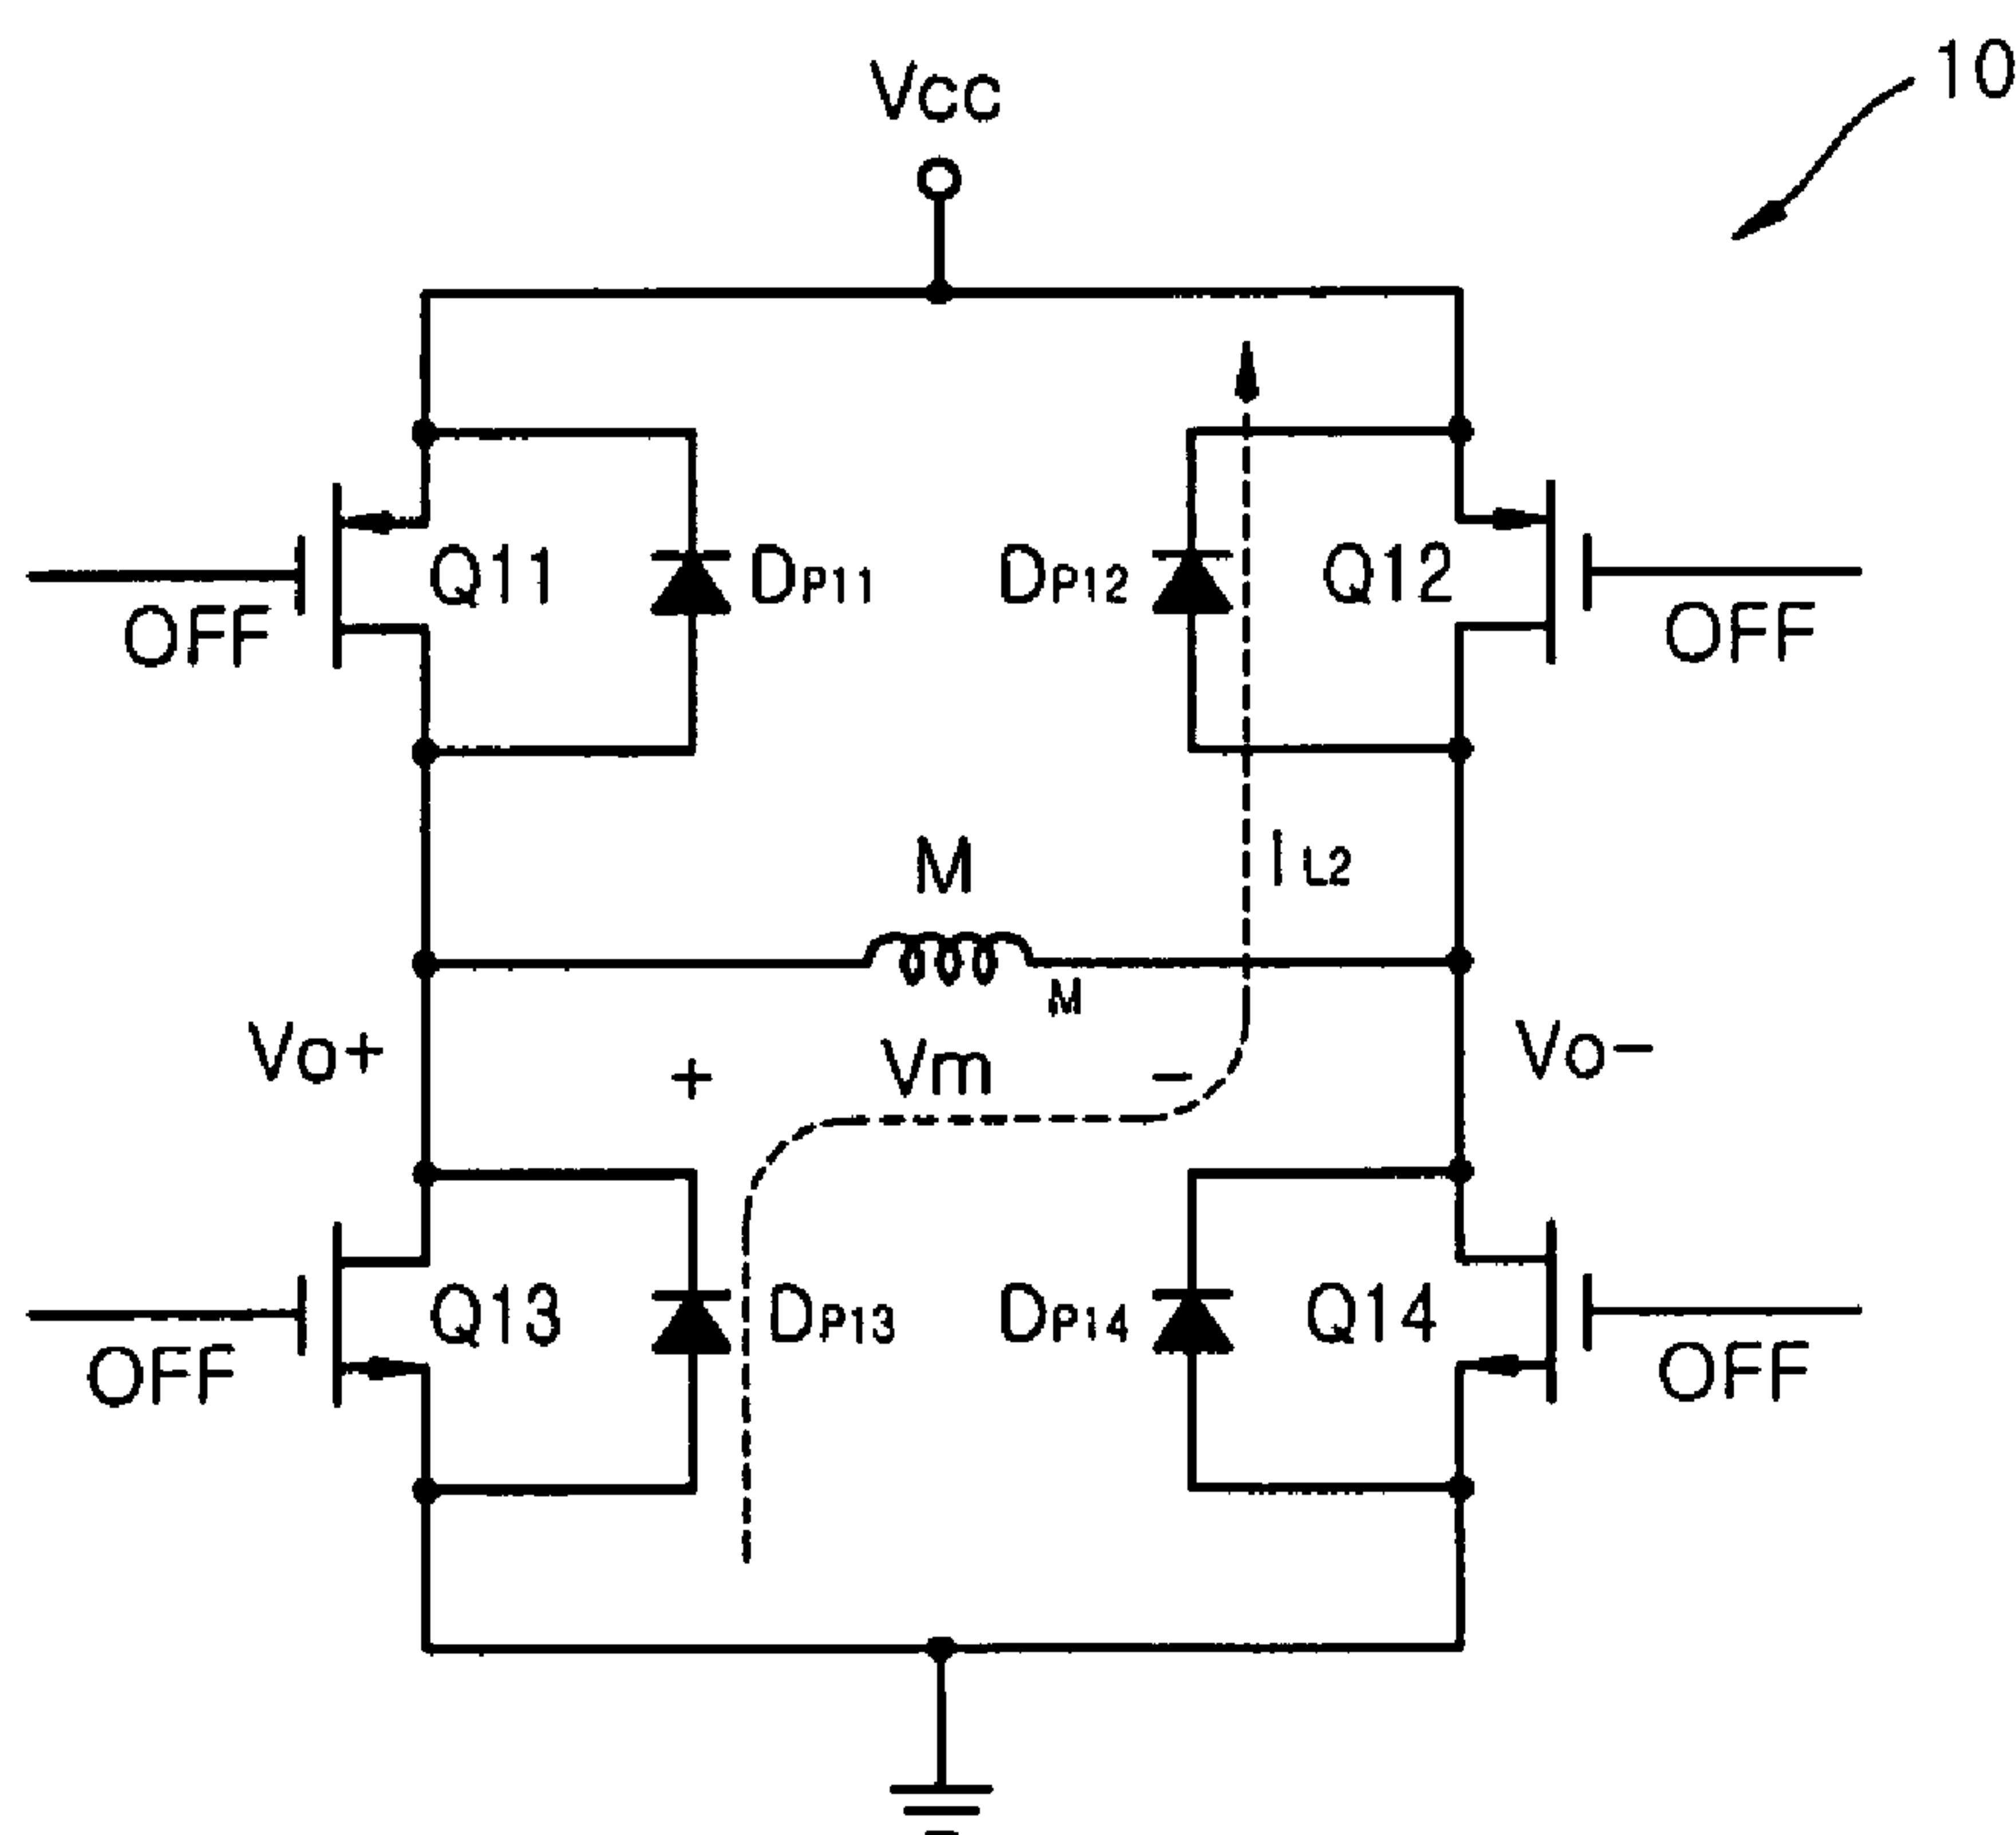 10
Vcc
Q11
DP11
DP12
Q12
OFF
OFF
M
IL2
M
Vo+
+
Vm
−
Vo−
Q13
DP13
DP14
Q14
OFF
OFF